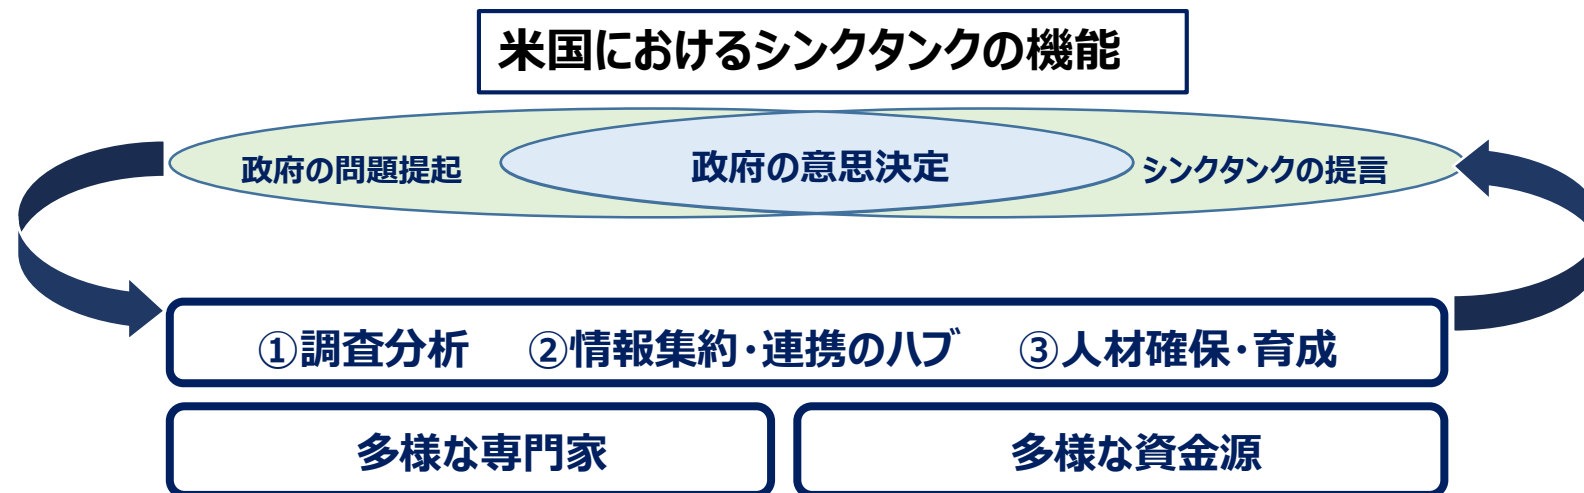 米国におけるシンクタンクの機能
政府の問題提起
政府の意思決定
シンクタンクの提言
①調査分析 ②情報集約・連携のハブ ③人材確保・育成
多様な専門家
多様な資金源